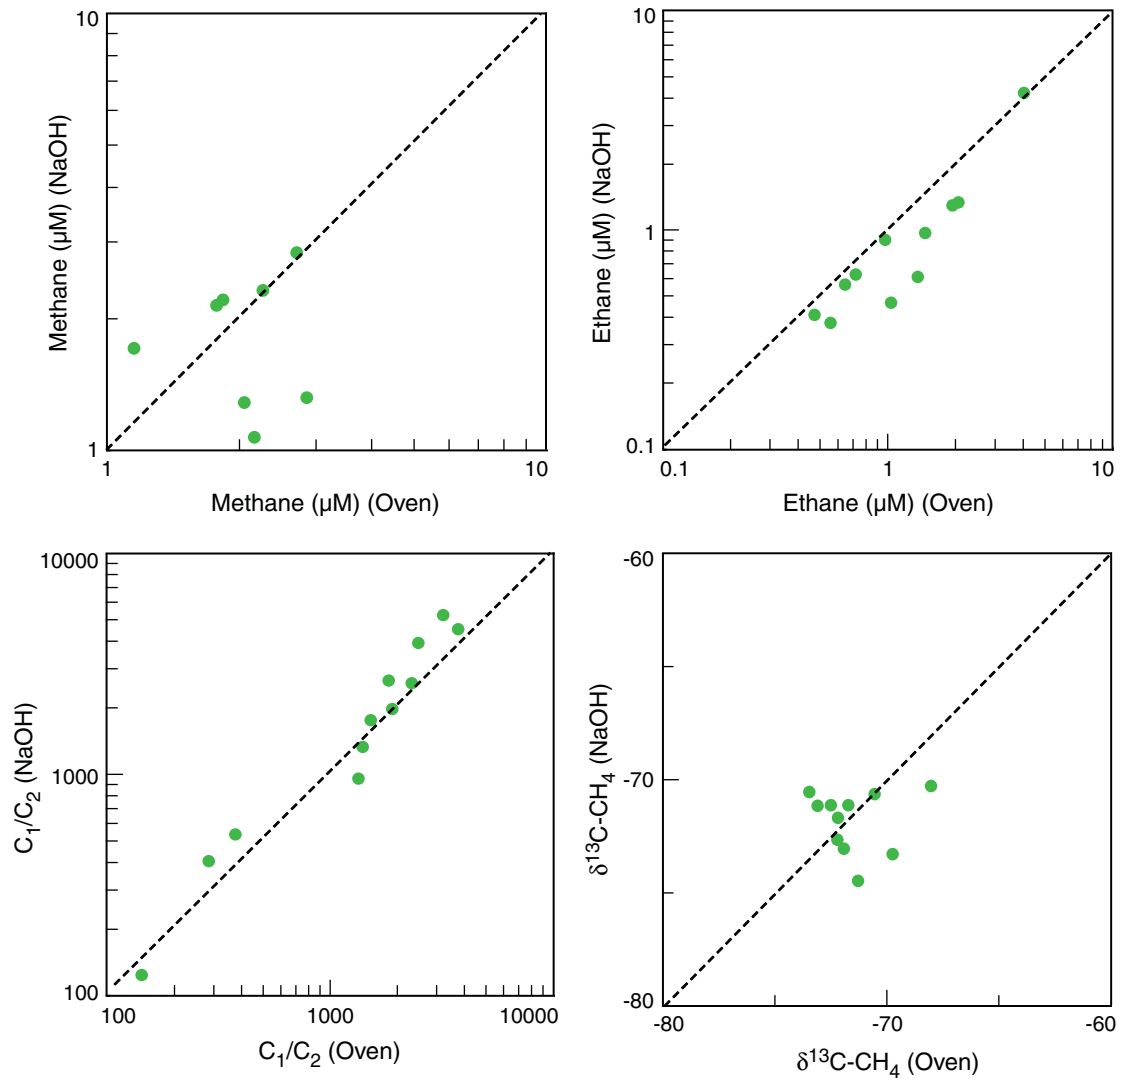 10
Methane (µM) (NaOH)
1
1
10
Methane (µM) (Oven)
10
Ethane (µM) (NaOH)
1
0.1
0.1
1
10
Ethane (µM) (Oven)
10000
C₁/C₂ (NaOH)
1000
100
100
1000
10000
C₁/C₂ (Oven)
-60
δ¹³C-CH₄ (NaOH)
-70
-80
-80
-70
-60
δ¹³C-CH₄ (Oven)